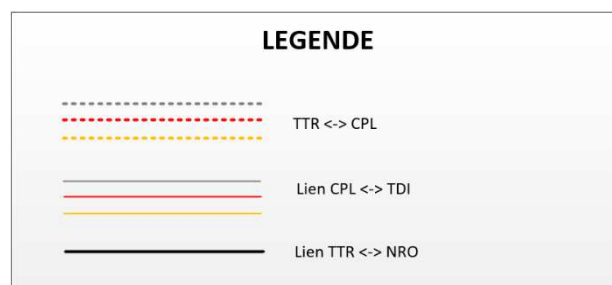 LEGENDE
TTR <-> CPL
Lien CPL <-> TDI
Lien TTR <-> NRO